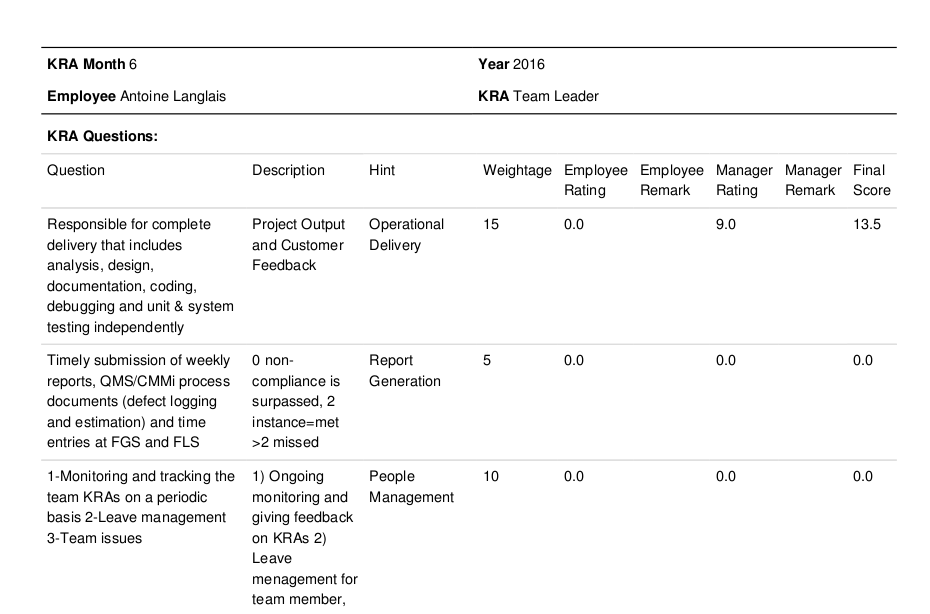 KRA Month 6 Year 2016
Employee Antoine Langlais KRA Team Leader
KRA Questions:
Question Description Hint Weightage Employee Rating Employee Remark Manager Rating Manager Remark Final Score
Responsible for complete
delivery that includes
analysis, design,
documentation, coding,
debugging and unit & system
testing independently
Project Output
and Customer
Feedback
Operational
Delivery
15 0.0 9.0 13.5
Timely submission of weekly
reports, QMS/CMMi process
documents (defect logging
and estimation) and time
entries at FGS and FLS
0 non-
compliance is
surpassed, 2
instance=met
>2 missed
Report
Generation
5 0.0 0.0 0.0
1-Monitoring and tracking the
team KRAs on a periodic
basis 2-Leave management
3-Team issues
1) Ongoing
monitoring and
giving feedback
on KRAs 2)
Leave
menagement for
team member,
People
Management
10 0.0 0.0 0.0